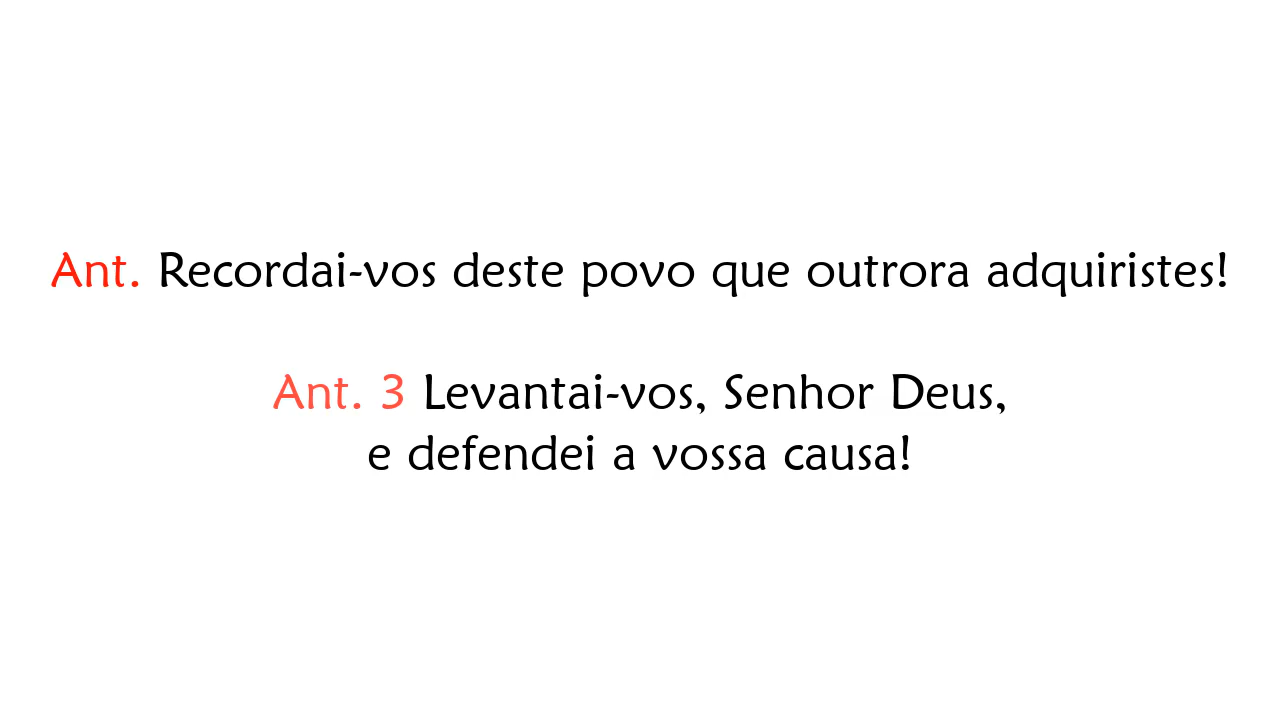 Ant. Recordai-vos deste povo que outrora adquiristes!
Ant. 3 Levantai-vos, Senhor Deus,
e defendei a vossa causa!